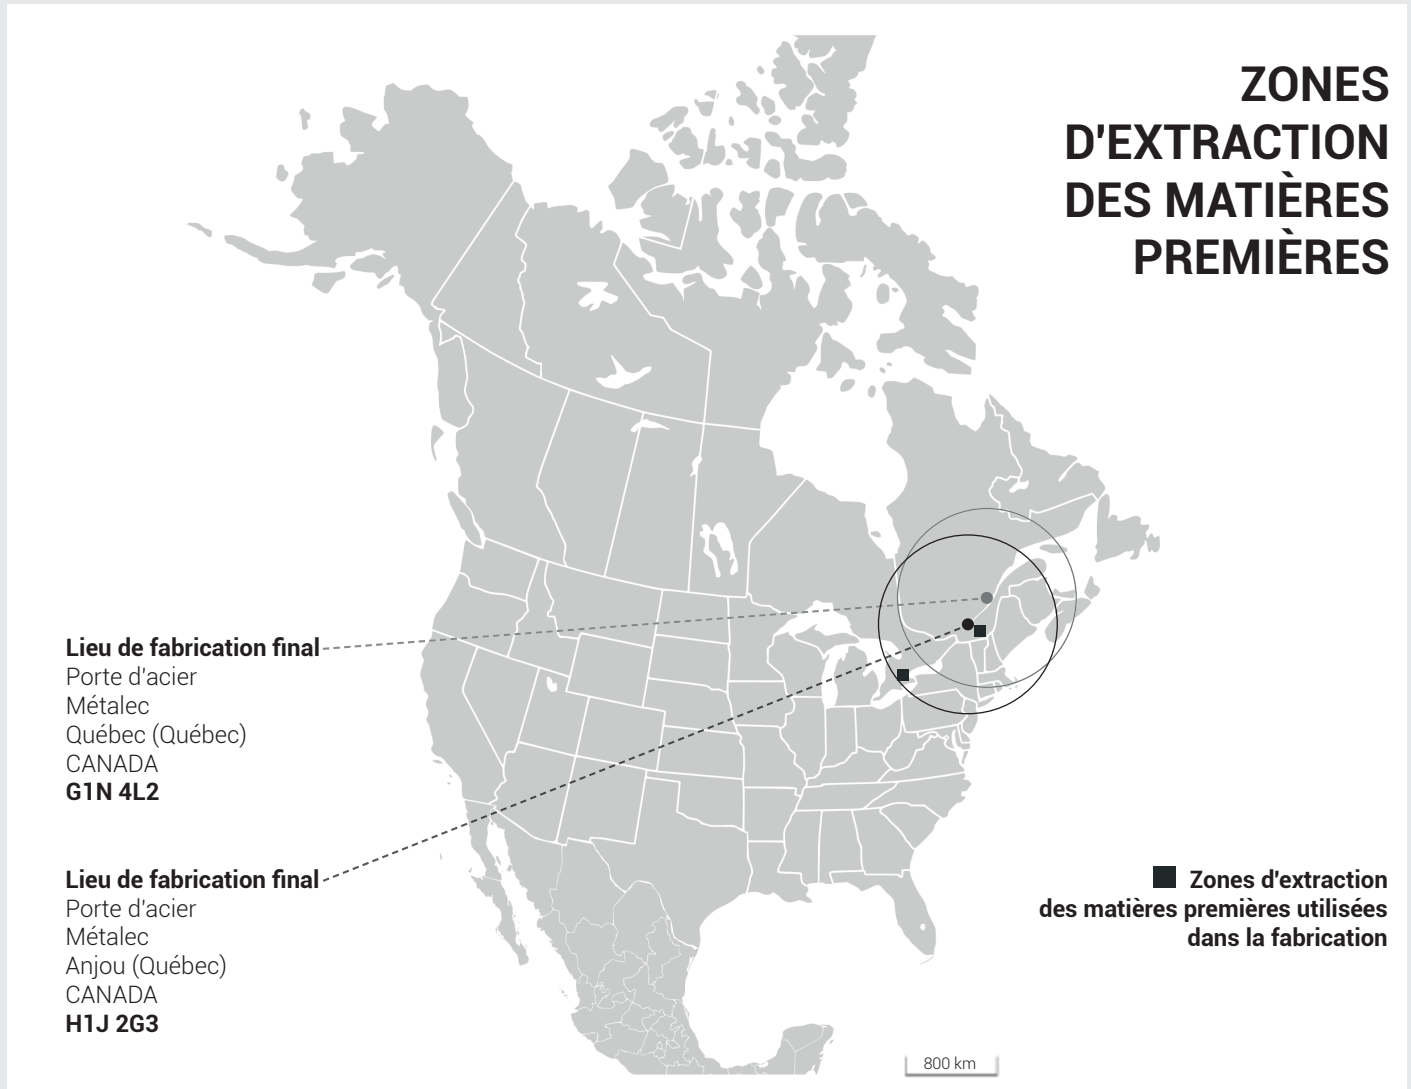 ZONES
D'EXTRACTION
DES MATIÈRES
PREMIÈRES
Lieu de fabrication final
Porte d'acier
Métalec
Québec (Québec)
CANADA
G1N 4L2
Lieu de fabrication final
Porte d'acier
Métalec
Anjou (Québec)
CANADA
H1J 2G3
Zones d'extraction
des matières premières utilisées
dans la fabrication
800 km